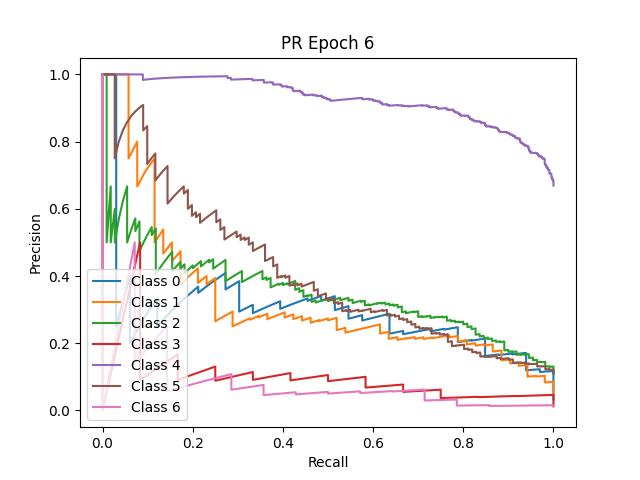 PR Epoch 6
Precision
1.0
0.8
0.6
0.4
0.2
0.0
Class 0
Class 1
Class 2
Class 3
Class 4
Class 5
Class 6
0.0 0.2 0.4 0.6 0.8 1.0
Recall